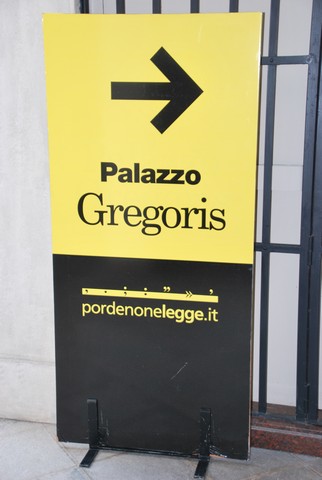 Palazzo
Gregoris
, . : ; ” » ’
pordenonelegge.it